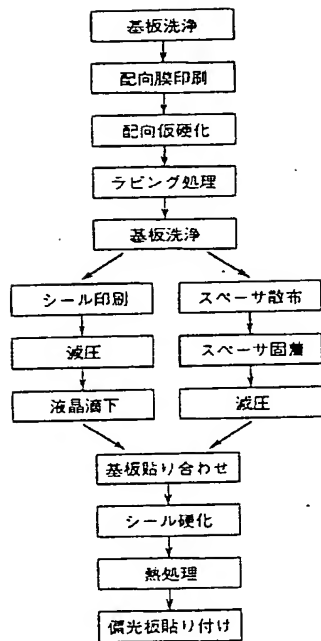 基板洗浄
配向膜印刷
配向仮硬化
ラビング処理
基板洗浄
シール印刷
減圧
液晶滴下
スペーサ散布
スペーサ固着
減圧
基板貼り合わせ
シール硬化
熱処理
偏光板貼り付け